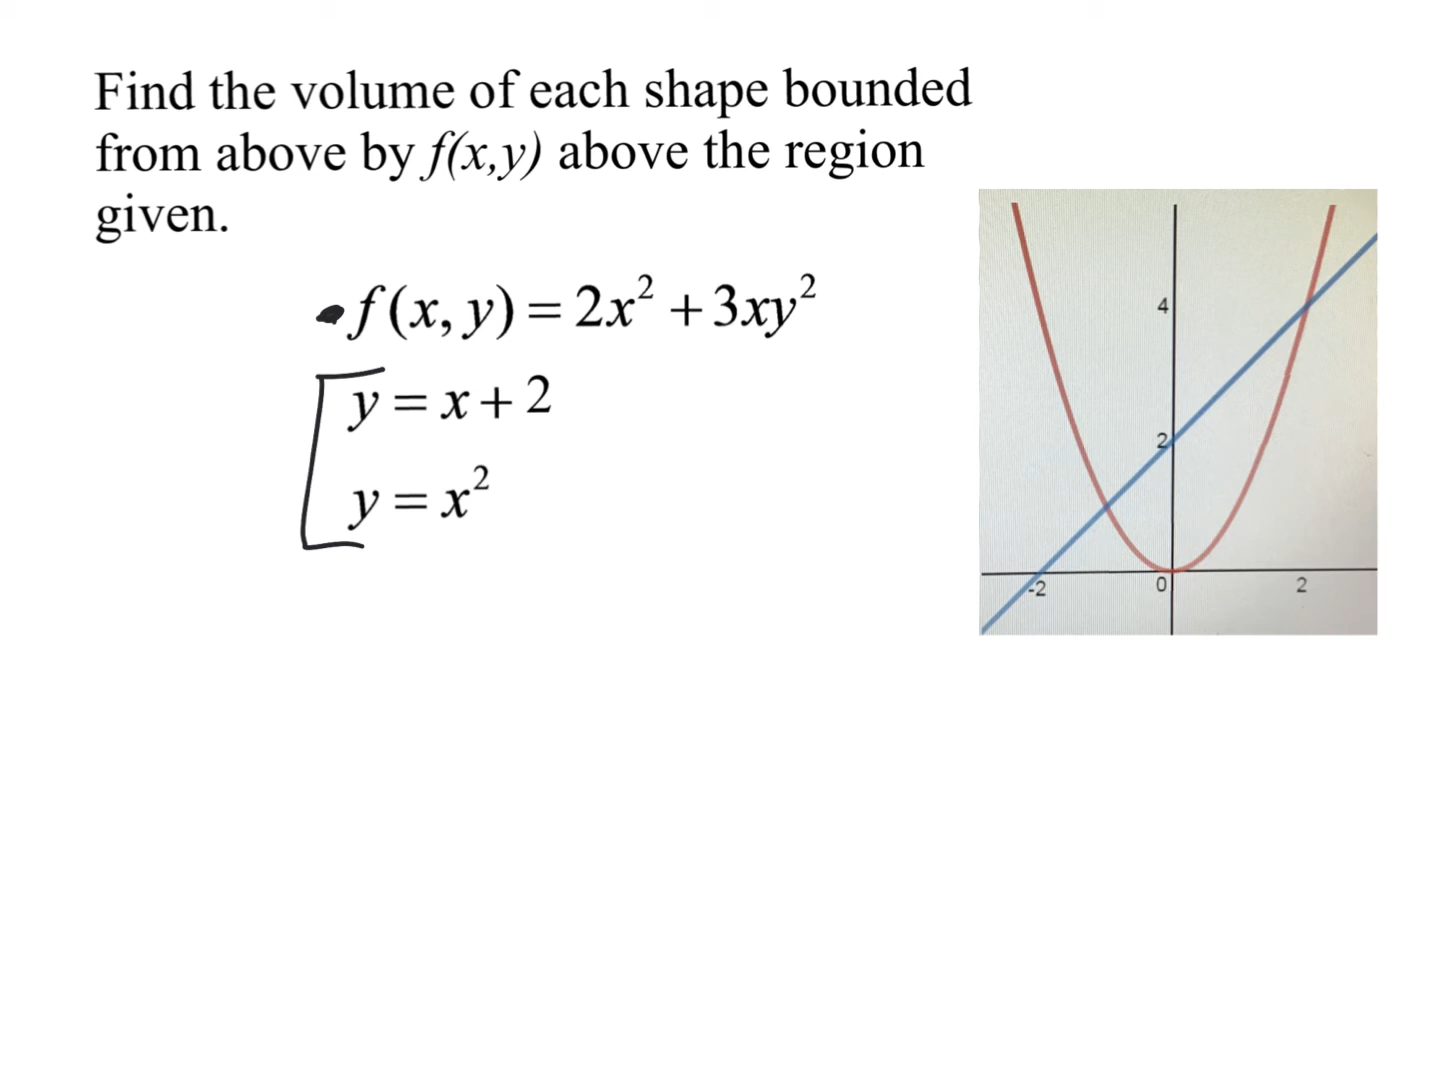 Find the volume of each shape bounded
from above by f(x,y) above the region
given.
f(x, y) = 2x² + 3xy²
y = x + 2
y = x²
4
2
-2 0 2